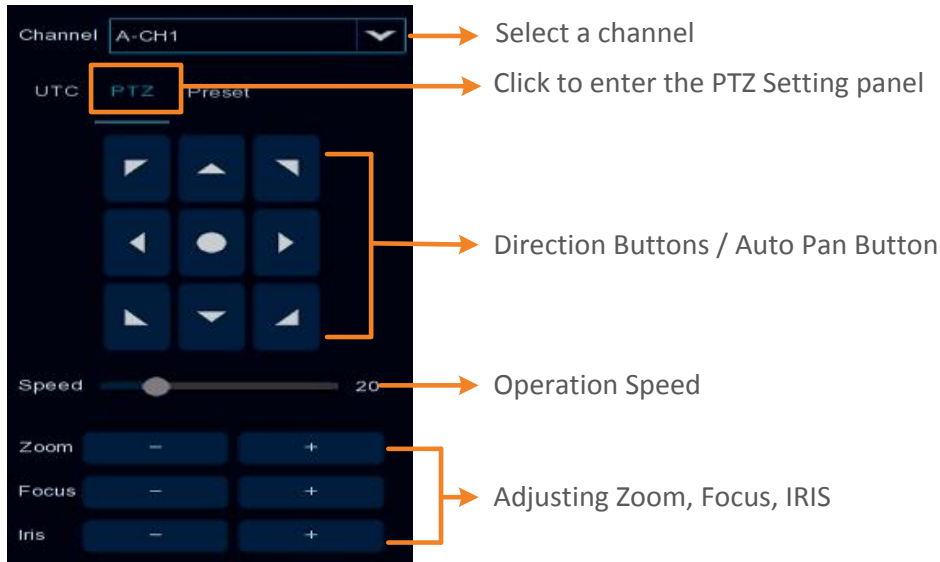 Channel A-CH1 Select a channel
UTC PTZ Preset Click to enter the PTZ Setting panel
Direction Buttons / Auto Pan Button
Speed 20 Operation Speed
Zoom - +
Focus - + Adjusting Zoom, Focus, IRIS
Iris - +